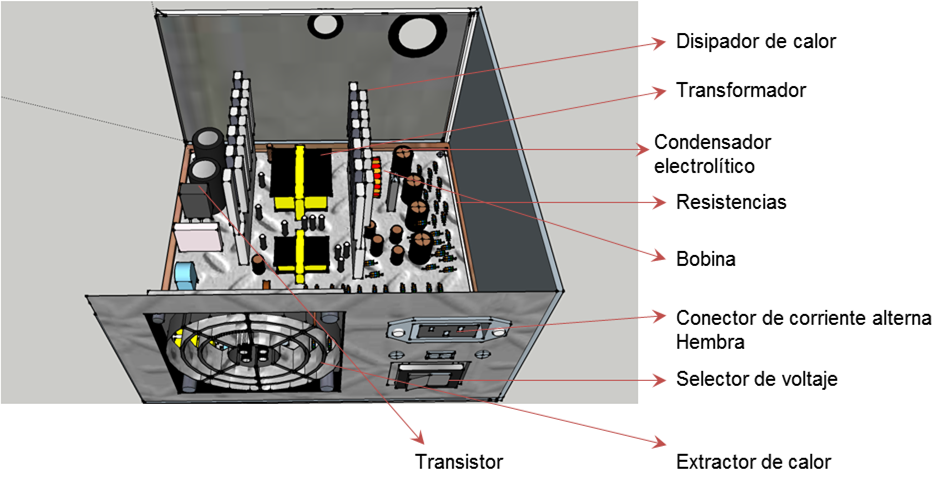 Disipador de calor
Transformador
Condensador
electrolítico
Resistencias
Bobina
Conector de corriente alterna
Hembra
Selector de voltaje
Transistor
Extractor de calor